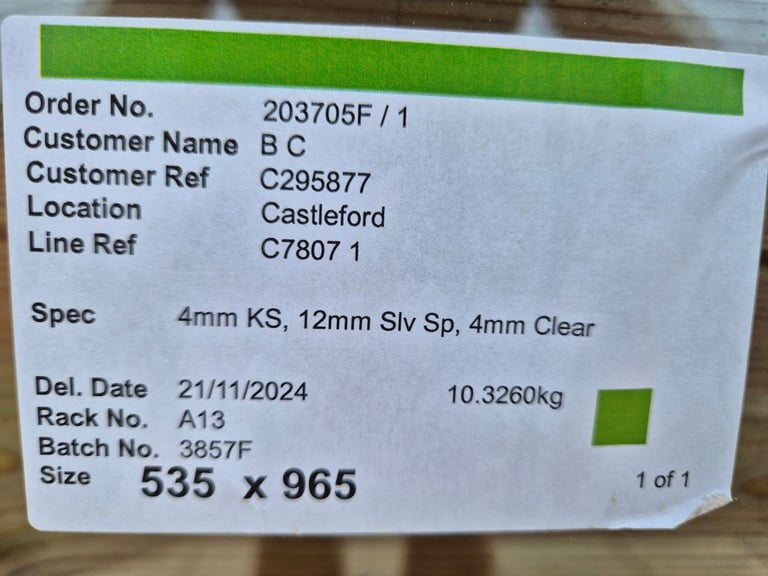 Order No. 203705F / 1
Customer Name B C
Customer Ref C295877
Location Castleford
Line Ref C7807 1
Spec 4mm KS, 12mm Slv Sp, 4mm Clear
Del. Date 21/11/2024 10.3260kg
Rack No. A13
Batch No. 3857F
Size 535 x 965 1 of 1